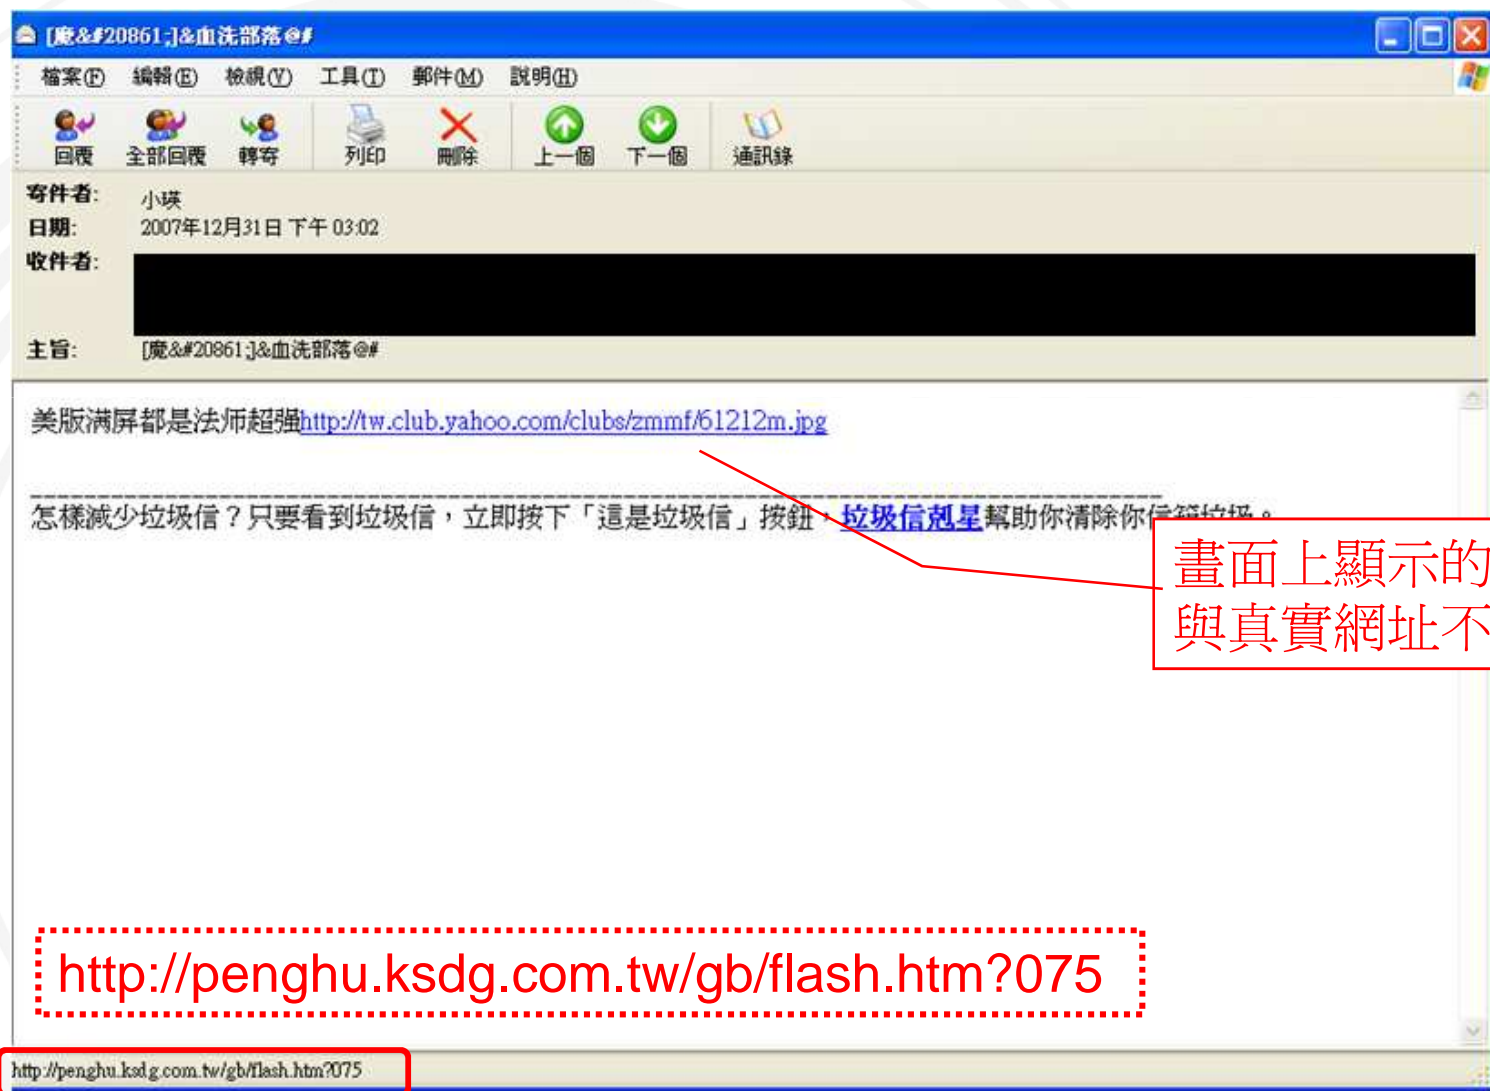 [魔&#20861;]&血洗部落@#
檔案(F) 編輯(E) 檢視(V) 工具(T) 郵件(M) 說明(H)
回覆 全部回覆 轉寄 列印 刪除 上一個 下一個 通訊錄
寄件者: 小瑛
日期: 2007年12月31日 下午 03:02
收件者:
主旨: [魔&#20861;]&血洗部落@#
美版满屏都是法师超强http://tw.club.yahoo.com/clubs/zmmf/61212m.jpg
怎樣減少垃圾信？只要看到垃圾信，立即按下「這是垃圾信」按鈕，垃圾信剋星幫助你清除你信箱垃圾。
畫面上顯示的
與真實網址不
http://penghu.ksdg.com.tw/gb/flash.htm?075
http://penghu.ksdg.com.tw/gb/flash.htm?075